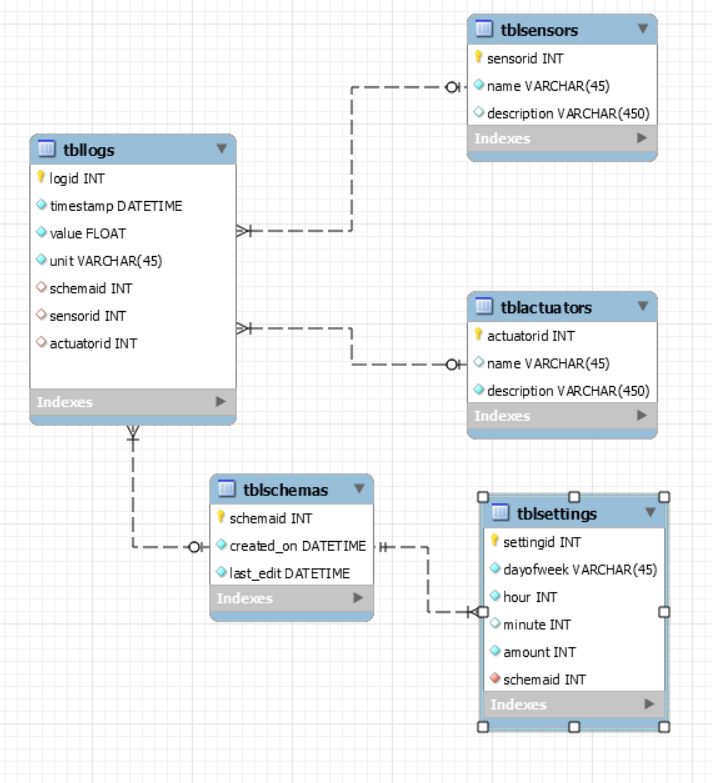 tblsensors
sensorid INT
name VARCHAR(45)
description VARCHAR(450)
Indexes
tbllogs
logid INT
timestamp DATETIME
value FLOAT
unit VARCHAR(45)
schemaid INT
sensorid INT
actuatorid INT
Indexes
tblactuators
actuatorid INT
name VARCHAR(45)
description VARCHAR(450)
Indexes
tblschemas
schemaid INT
created_on DATETIME
last_edit DATETIME
Indexes
tblsettings
settingid INT
dayofweek VARCHAR(45)
hour INT
minute INT
amount INT
schemaid INT
Indexes